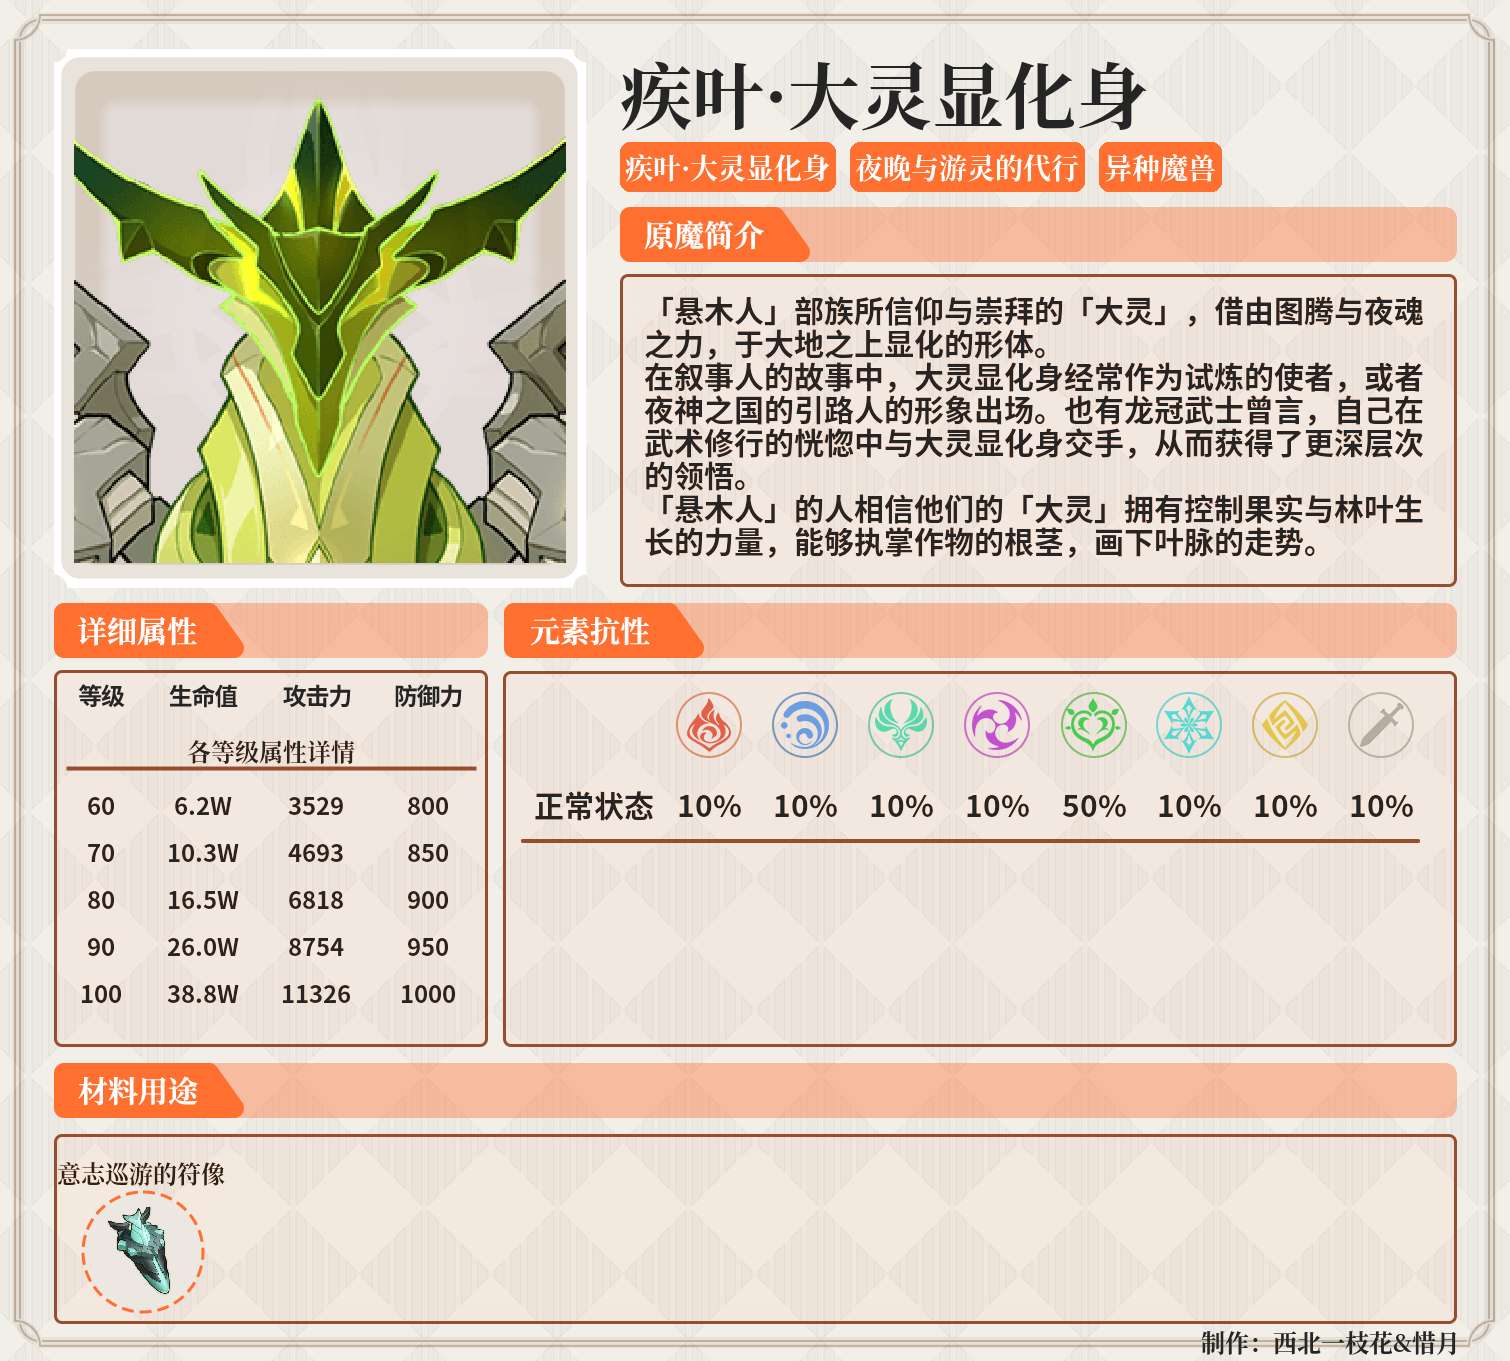 疾叶·大灵显化身
疾叶·大灵显化身 夜晚与游灵的代行 异种魔兽
原魔简介
「悬木人」部族所信仰与崇拜的「大灵」，借由图腾与夜魂
之力，于大地之上显化的形体。
在叙事人的故事中，大灵显化身经常作为试炼的使者，或者
夜神之国的引路人的形象出场。也有龙冠武士曾言，自己在
武术修行的恍惚中与大灵显化身交手，从而获得了更深层次
的领悟。
「悬木人」的人相信他们的「大灵」拥有控制果实与林叶生
长的力量，能够执掌作物的根茎，画下叶脉的走势。
详细属性
等级 生命值 攻击力 防御力
各等级属性详情
60 6.2W 3529 800
70 10.3W 4693 850
80 16.5W 6818 900
90 26.0W 8754 950
100 38.8W 11326 1000
元素抗性
正常状态 10% 10% 10% 10% 50% 10% 10% 10%
材料用途
意志巡游的符像
制作：西北一枝花&惜月